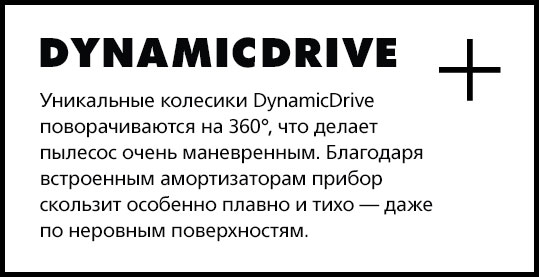 DYNAMICDRIVE
Уникальные колесики DynamicDrive
поворачиваются на 360°, что делает
пылесос очень маневренным. Благодаря
встроенным амортизаторам прибор
скользит особенно плавно и тихо — даже
по неровным поверхностям.